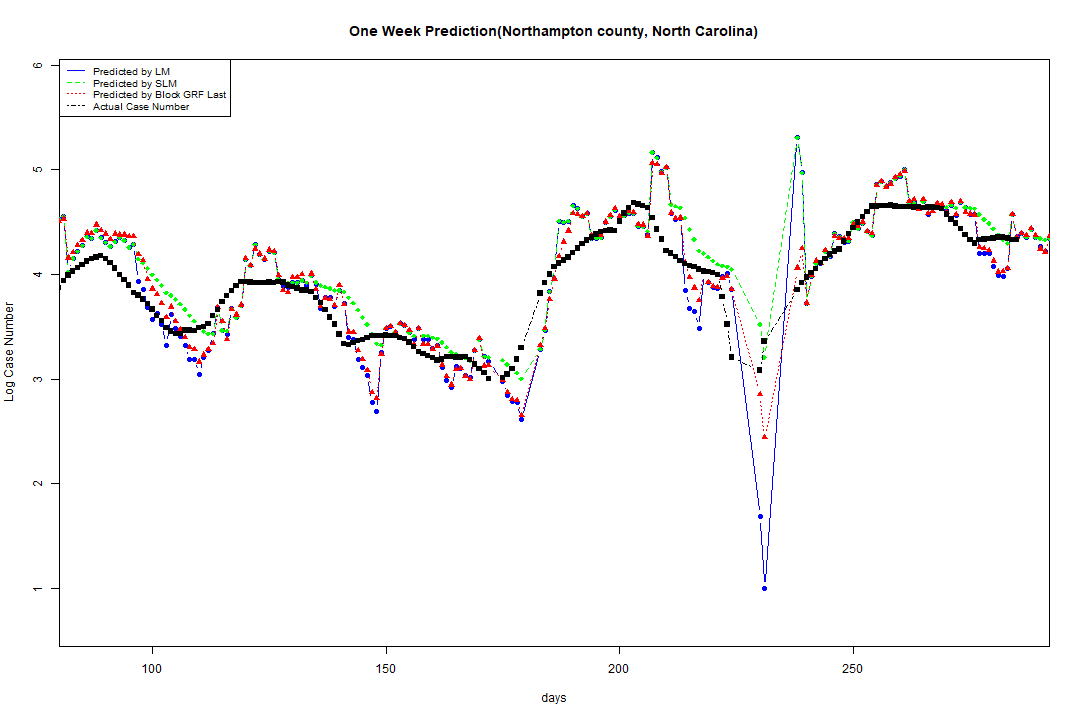 One Week Prediction(Northampton county, North Carolina)
Predicted by LM
Predicted by SLM
Predicted by Block GRF Last
Actual Case Number
6
5
4
3
2
1
Log Case Number
100
150
200
250
days